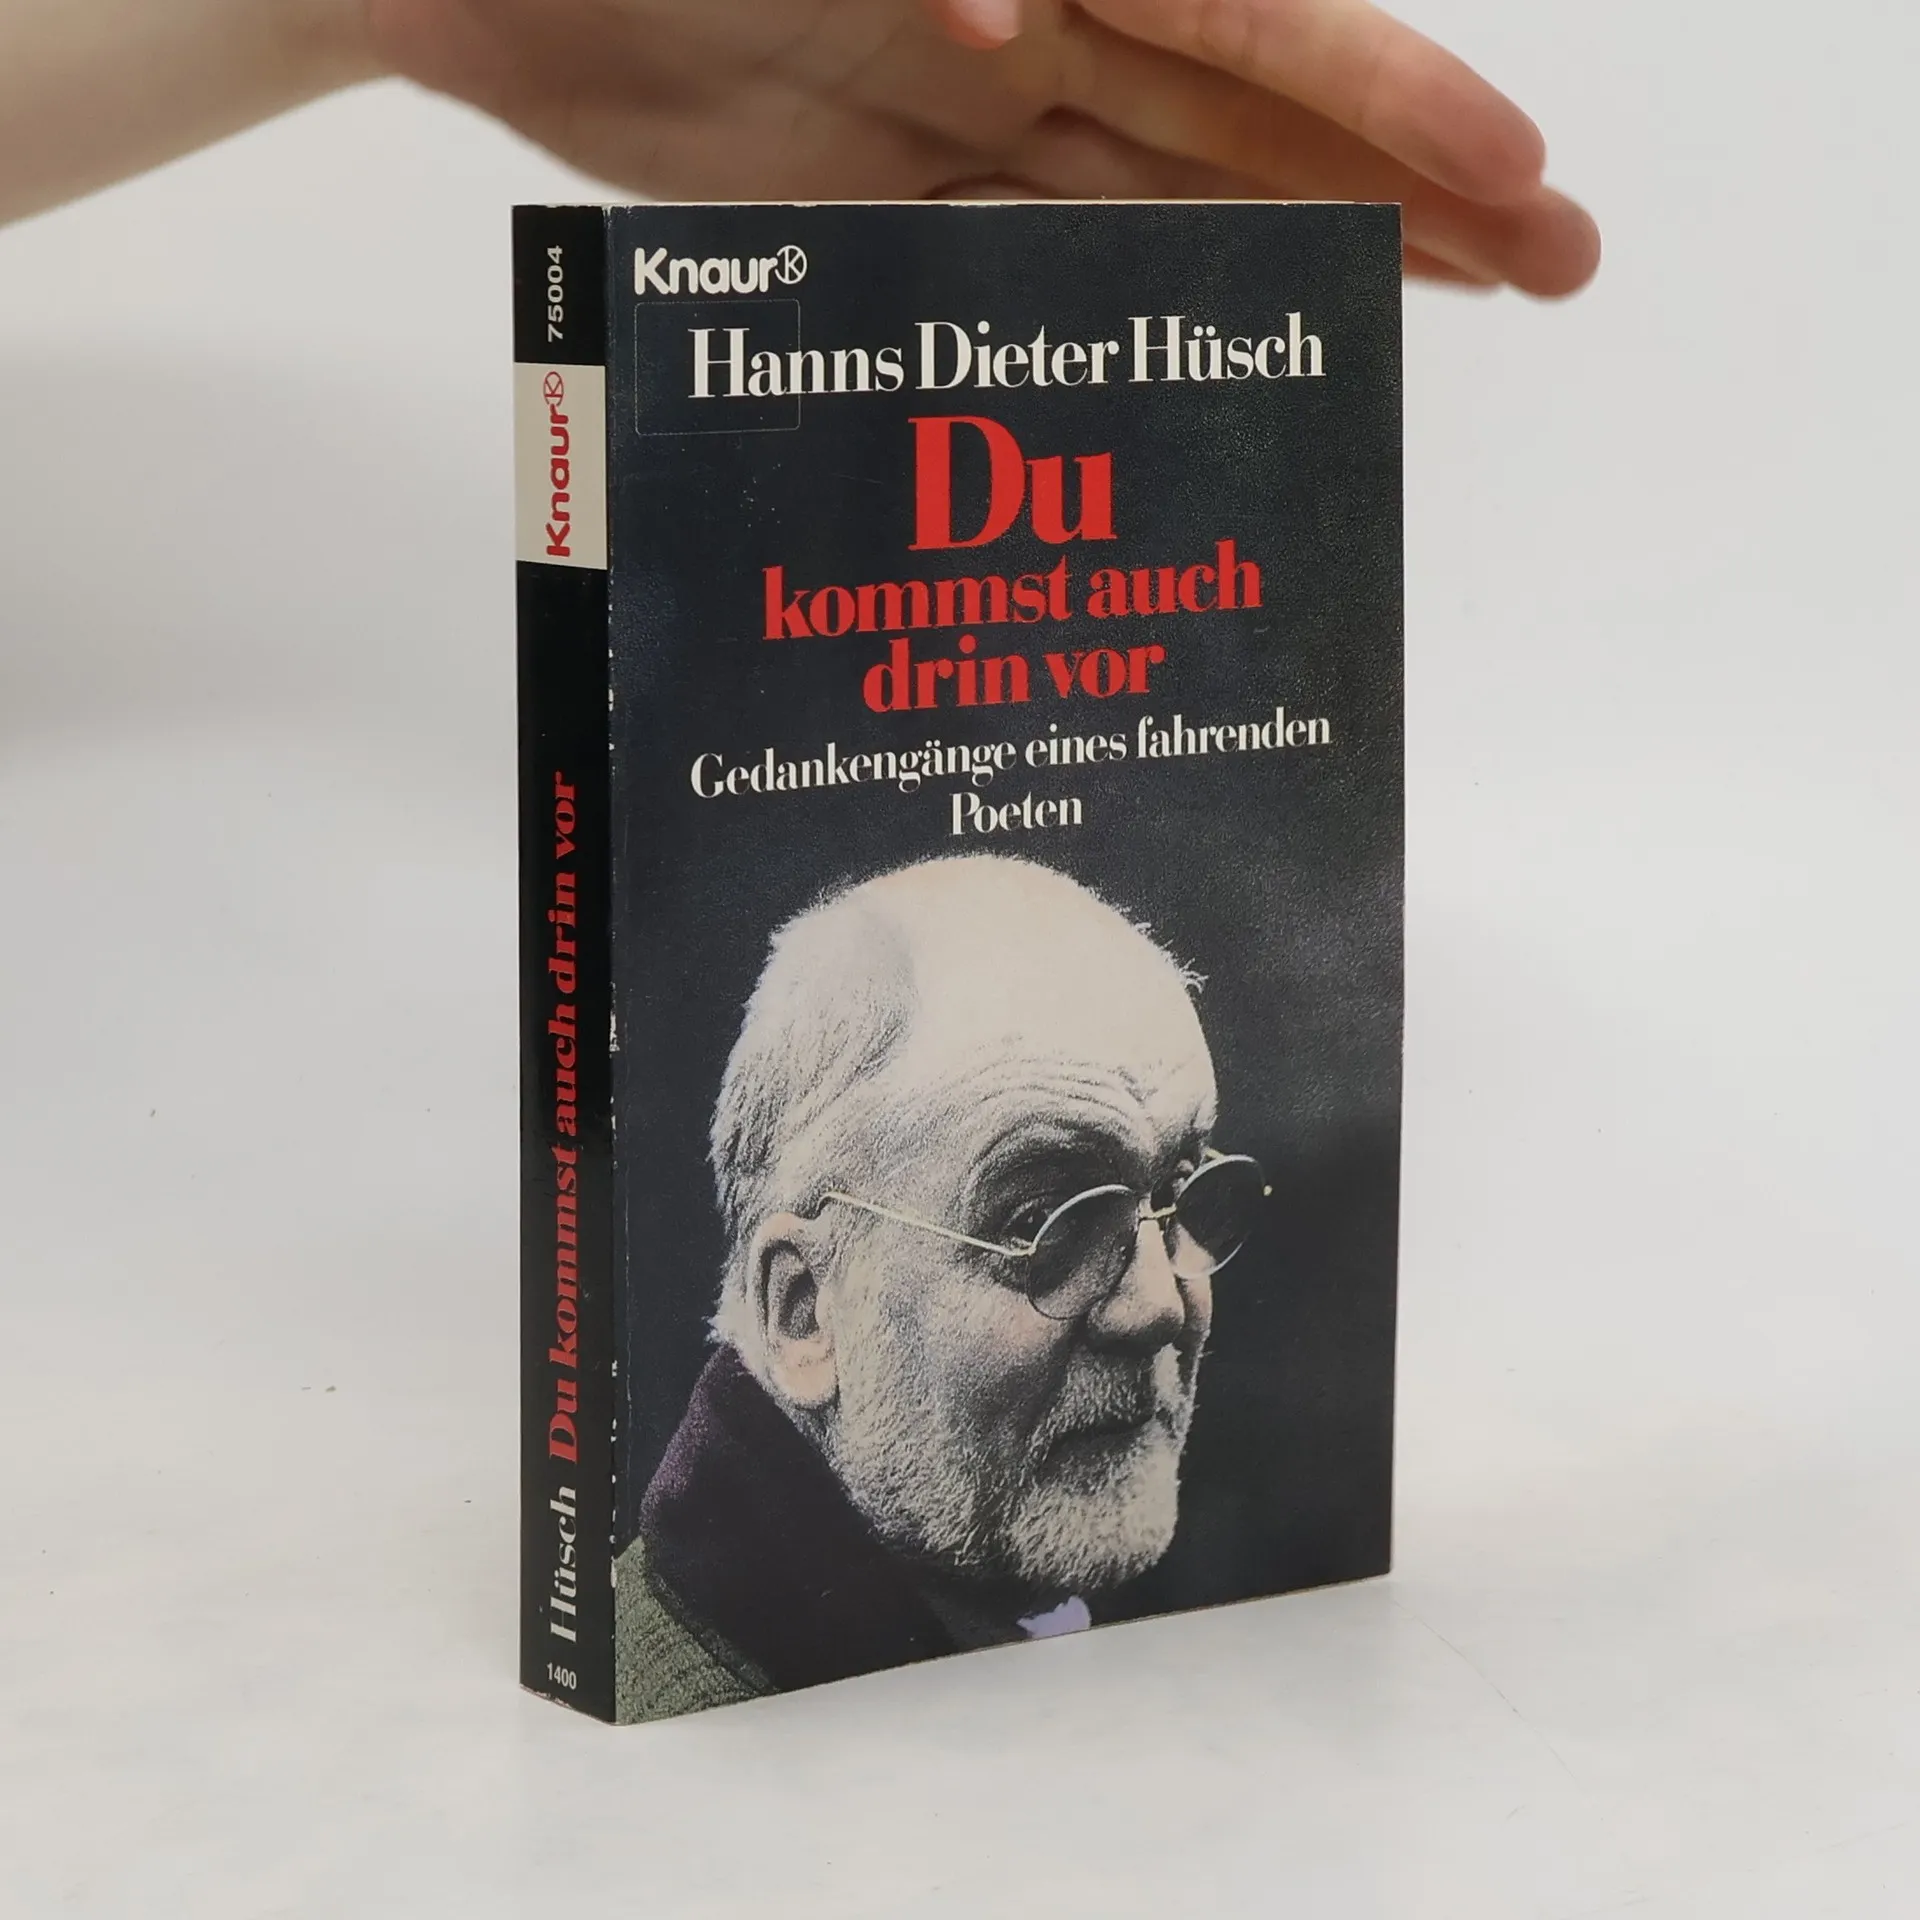 Knaur
Hanns Dieter Hüsch
Du
kommst auch
drin vor
Gedankengänge eines fahrenden
Poeten
75004
Knaur
Hüsch Du kommst auch drin vor
1400